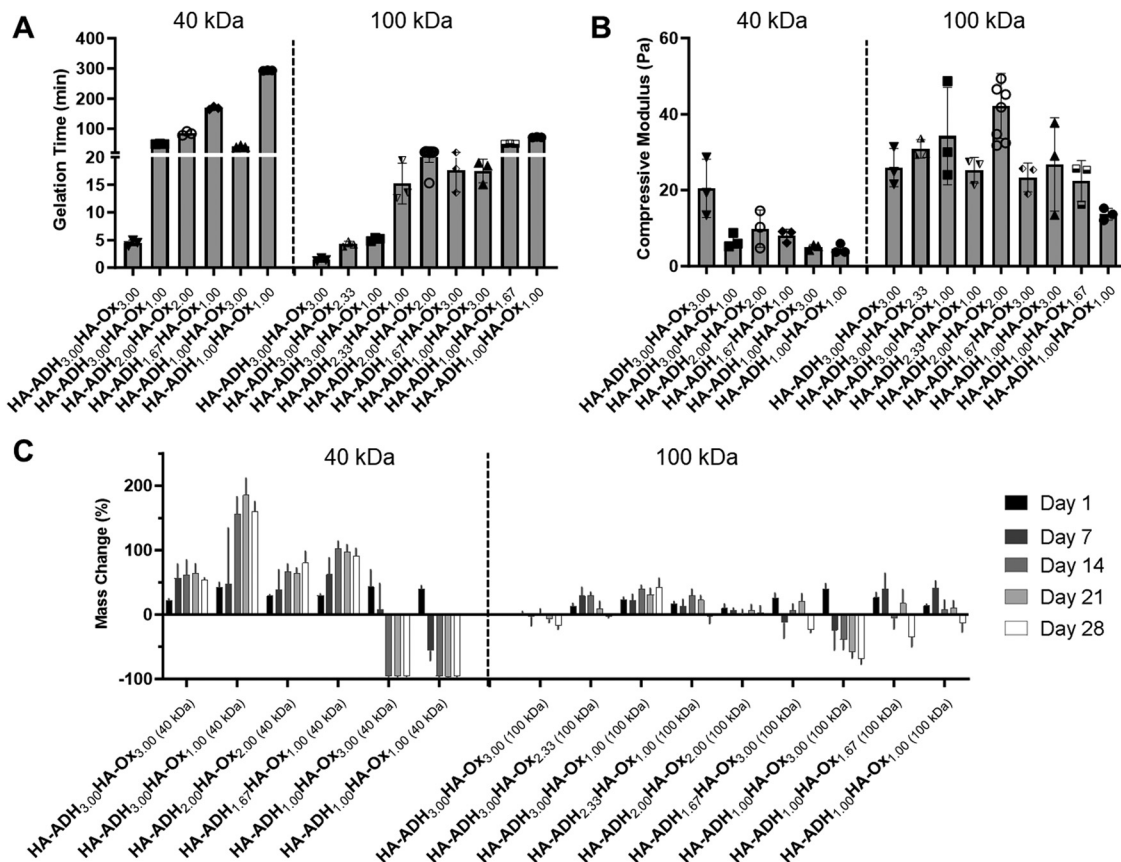 A
40 kDa
100 kDa
Gelation Time (min)
400
300
200
100
20
15
10
5
0
HA-ADH3.00HA-Ox3.00
HA-ADH3.00HA-Ox1.00
HA-ADH2.00HA-Ox2.00
HA-ADH1.67HA-Ox1.00
HA-ADH1.00HA-Ox3.00
HA-ADH1.00HA-Ox1.00
HA-ADH3.00HA-Ox3.00
HA-ADH3.00HA-Ox2.33
HA-ADH3.00HA-Ox1.00
HA-ADH2.33HA-Ox1.00
HA-ADH2.00HA-Ox2.00
HA-ADH1.67HA-Ox3.00
HA-ADH1.00HA-Ox3.00
HA-ADH1.00HA-Ox1.67
HA-ADH1.00HA-Ox1.00
B
40 kDa
100 kDa
Compressive Modulus (Pa)
60
40
20
0
HA-ADH3.00HA-Ox3.00
HA-ADH3.00HA-Ox1.00
HA-ADH2.00HA-Ox2.00
HA-ADH1.67HA-Ox1.00
HA-ADH1.00HA-Ox3.00
HA-ADH1.00HA-Ox1.00
HA-ADH3.00HA-Ox3.00
HA-ADH3.00HA-Ox2.33
HA-ADH3.00HA-Ox1.00
HA-ADH2.33HA-Ox1.00
HA-ADH2.00HA-Ox2.00
HA-ADH1.67HA-Ox3.00
HA-ADH1.00HA-Ox3.00
HA-ADH1.00HA-Ox1.67
HA-ADH1.00HA-Ox1.00
C
40 kDa
100 kDa
Mass Change (%)
200
100
0
-100
Day 1
Day 7
Day 14
Day 21
Day 28
HA-ADH3.00HA-Ox3.00 (40 kDa)
HA-ADH3.00HA-Ox1.00 (40 kDa)
HA-ADH2.00HA-Ox2.00 (40 kDa)
HA-ADH1.67HA-Ox1.00 (40 kDa)
HA-ADH1.00HA-Ox3.00 (40 kDa)
HA-ADH1.00HA-Ox1.00 (40 kDa)
HA-ADH3.00HA-Ox3.00 (100 kDa)
HA-ADH3.00HA-Ox2.33 (100 kDa)
HA-ADH3.00HA-Ox1.00 (100 kDa)
HA-ADH2.33HA-Ox1.00 (100 kDa)
HA-ADH2.00HA-Ox2.00 (100 kDa)
HA-ADH1.67HA-Ox3.00 (100 kDa)
HA-ADH1.00HA-Ox3.00 (100 kDa)
HA-ADH1.00HA-Ox1.67 (100 kDa)
HA-ADH1.00HA-Ox1.00 (100 kDa)